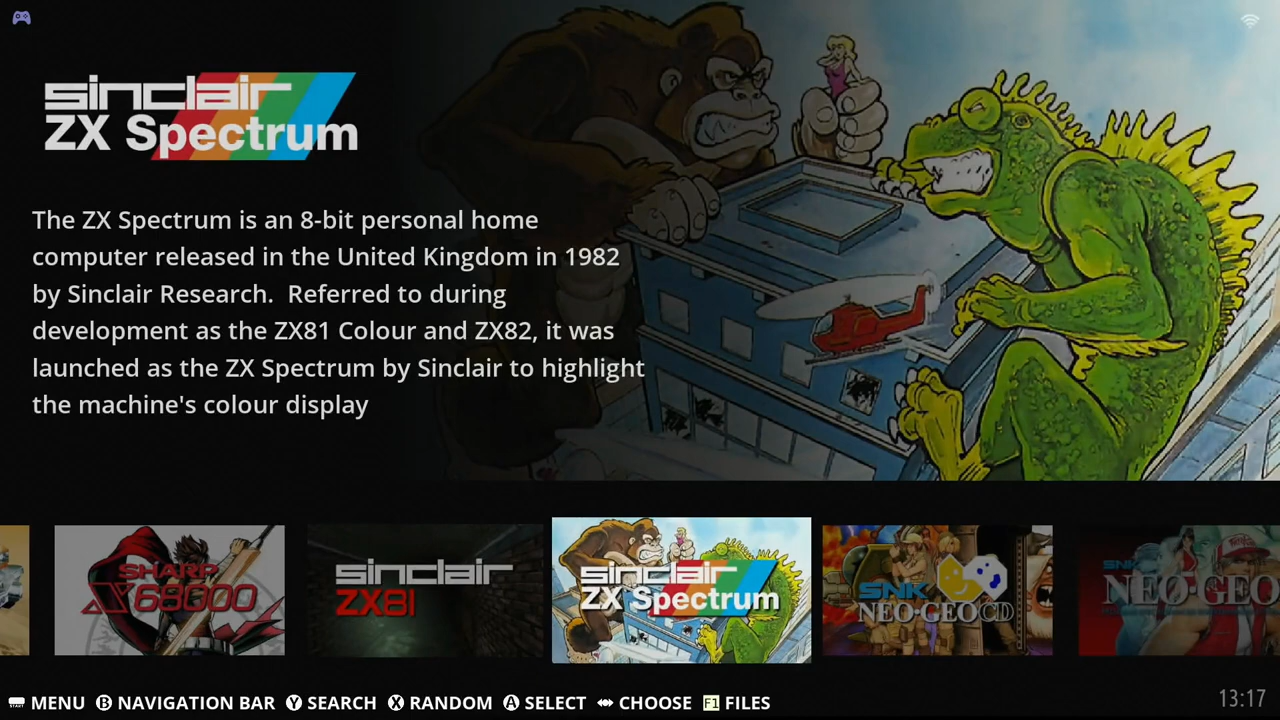 sinclair
ZX Spectrum
The ZX Spectrum is an 8-bit personal home
computer released in the United Kingdom in 1982
by Sinclair Research.  Referred to during
development as the ZX81 Colour and ZX82, it was
launched as the ZX Spectrum by Sinclair to highlight
the machine's colour display
SHARP
X68000
sinclair
ZX81
sinclair
ZX Spectrum
SNK
NEO·GEO CD
SNK
NEO·GEO
START MENU B NAVIGATION BAR Y SEARCH X RANDOM A SELECT CHOOSE F1 FILES
13:17